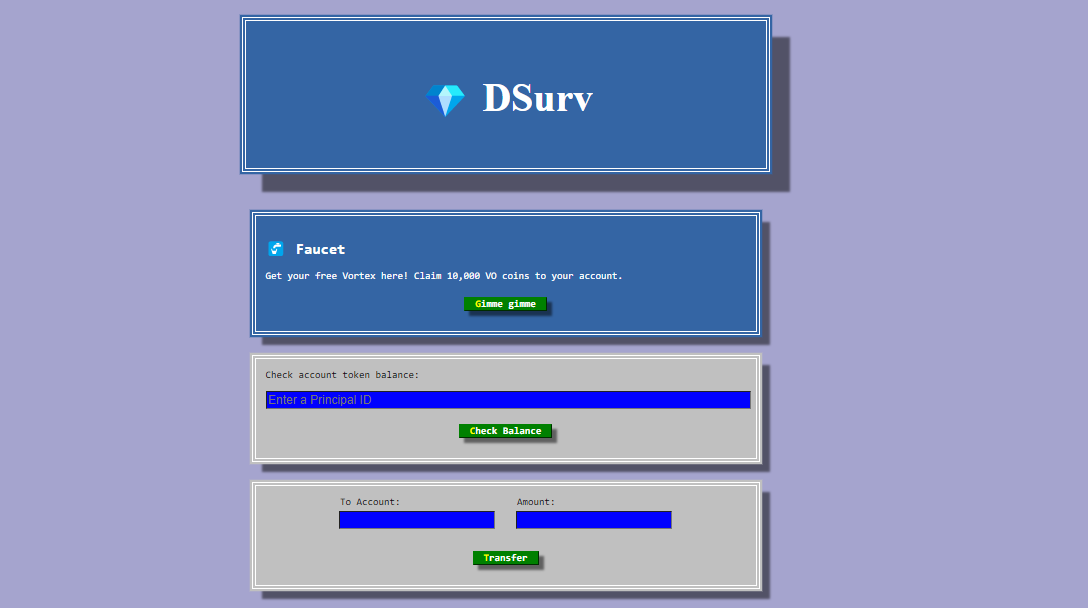 DSurv
Faucet
Get your free Vortex here! Claim 10,000 VO coins to your account.
Gimme gimme
Check account token balance:
Enter a Principal ID
Check Balance
To Account:
Amount:
Transfer